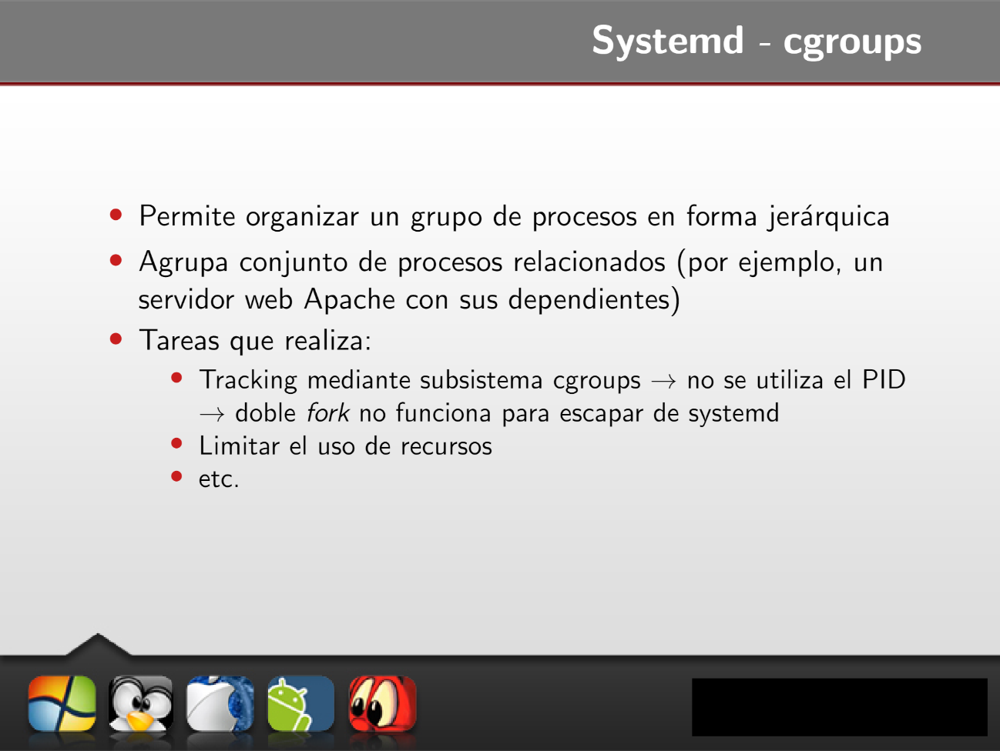 Systemd - cgroups
• Permite organizar un grupo de procesos en forma jerárquica
• Agrupa conjunto de procesos relacionados (por ejemplo, un
servidor web Apache con sus dependientes)
• Tareas que realiza:
• Tracking mediante subsistema cgroups → no se utiliza el PID
→ doble fork no funciona para escapar de systemd
• Limitar el uso de recursos
• etc.